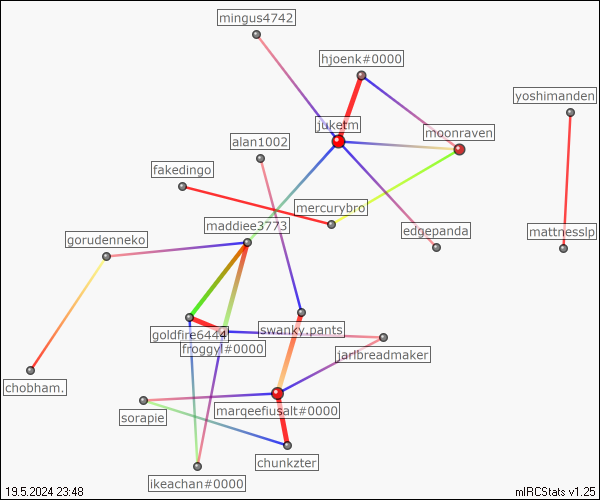 mingus4742
hjoenk#0000
yoshimanden
juketm
moonraven
alan1002
fakedingo
mercurybro
maddiee3773
edgepanda
mattnesslp
gorudenneko
goldfire6444
swanky.pants
froggyl#0000
jarlbreadmaker
chobham.
sorapie
marqeefiusalt#0000
chunkzter
ikeachan#0000
19.5.2024 23:48
mIRCStats v1.25